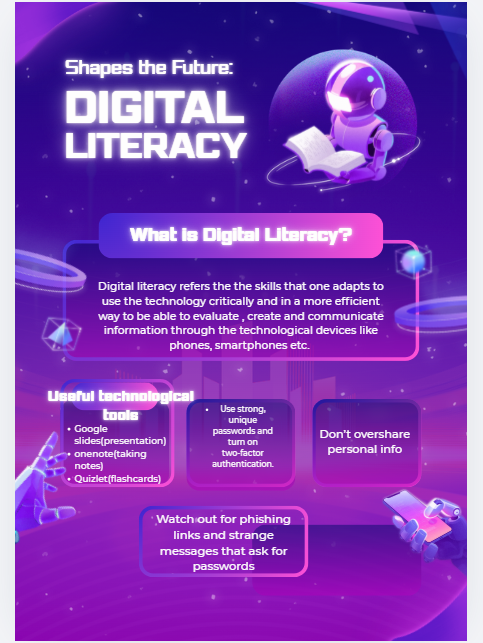 Shapes the Future:
DIGITAL
LITERACY
What is Digital Literacy?
Digital literacy refers the the skills that one adapts to
use the technology critically and in a more efficient
way to be able to evaluate , create and communicate
information through the technological devices like
phones, smartphones etc.
Useful technological
tools
• Google
slides(presentation)
• onenote(taking
notes)
• Quizlet(flashcards)
• Use strong,
unique
passwords and
turn on
two-factor
authentication.
Don't overshare
personal info
Watch out for phishing
links and strange
messages that ask for
passwords